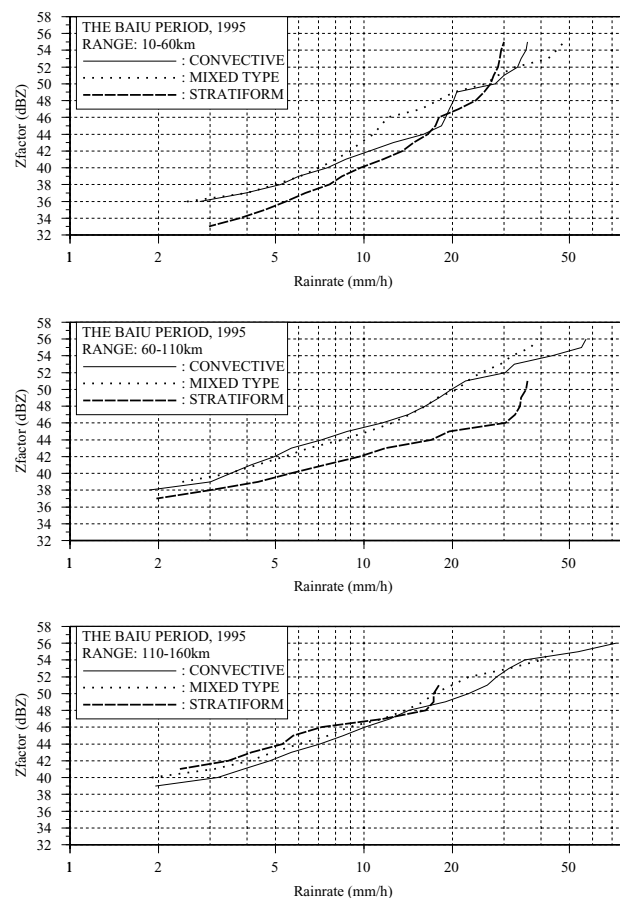 THE BAIU PERIOD, 1995
RANGE: 10-60km
: CONVECTIVE
: MIXED TYPE
: STRATIFORM
58
56
54
52
50
48
46
44
42
40
38
36
34
32
Zfactor (dBZ)
1 2 5 10 20 50
Rainrate (mm/h)
THE BAIU PERIOD, 1995
RANGE: 60-110km
: CONVECTIVE
: MIXED TYPE
: STRATIFORM
58
56
54
52
50
48
46
44
42
40
38
36
34
32
Zfactor (dBZ)
1 2 5 10 20 50
Rainrate (mm/h)
THE BAIU PERIOD, 1995
RANGE: 110-160km
: CONVECTIVE
: MIXED TYPE
: STRATIFORM
58
56
54
52
50
48
46
44
42
40
38
36
34
32
Zfactor (dBZ)
1 2 5 10 20 50
Rainrate (mm/h)